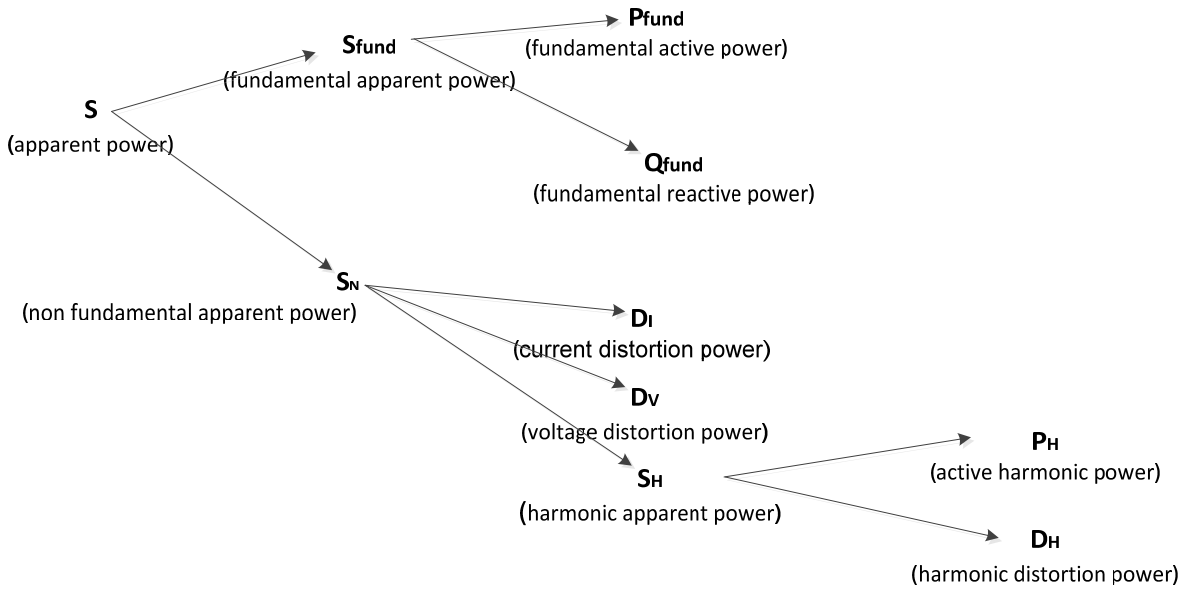 Pfund
(fundamental active power)
Sfund
(fundamental apparent power)
S
(apparent power)
Qfund
(fundamental reactive power)
SN
(non fundamental apparent power)
DI
(current distortion power)
DV
(voltage distortion power)
SH
(harmonic apparent power)
PH
(active harmonic power)
DH
(harmonic distortion power)